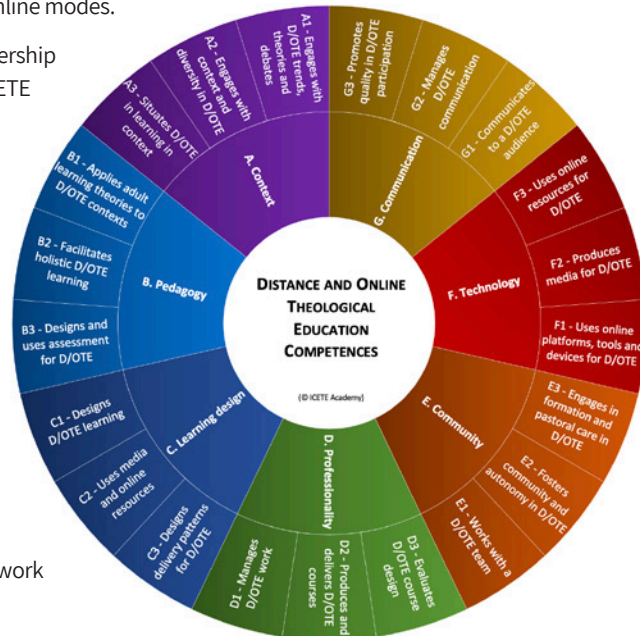 nline modes.
ership
ETE
work
DISTANCE AND ONLINE
THEOLOGICAL
EDUCATION
COMPETENCES
(© ICETE Academy)
A. Context
A1 - Engages with
D/OTE trends,
theories and
debates
A2 - Engages with
context and
diversity in D/OTE
A3 - Situates D/OTE
in learning in
context
B. Pedagogy
B1 - Applies adult
learning theories to
D/OTE contexts
B2 - Facilitates
holistic D/OTE
learning
B3 - Designs and
uses assessment
for D/OTE
C. Learning design
C1 - Designs
D/OTE learning
C2 - Uses media
and online
resources
C3 - Designs
delivery patterns
for D/OTE
D. Professionality
D1 - Manages
D/OTE work
D2 - Produces and
delivers D/OTE
courses
D3 - Evaluates
D/OTE course
design
E. Community
E1 - Works with a
D/OTE team
E2 - Fosters
community and
autonomy in D/OTE
E3 - Engages in
formation and
pastoral care in
D/OTE
F. Technology
F1 - Uses online
platforms, tools and
devices for D/OTE
F2 - Produces
media for D/OTE
F3 - Uses online
resources for
D/OTE
G. Communication
G1 - Communicates
to a D/OTE
audience
G2 - Manages
D/OTE
communication
G3 - Promotes
quality in D/OTE
participation